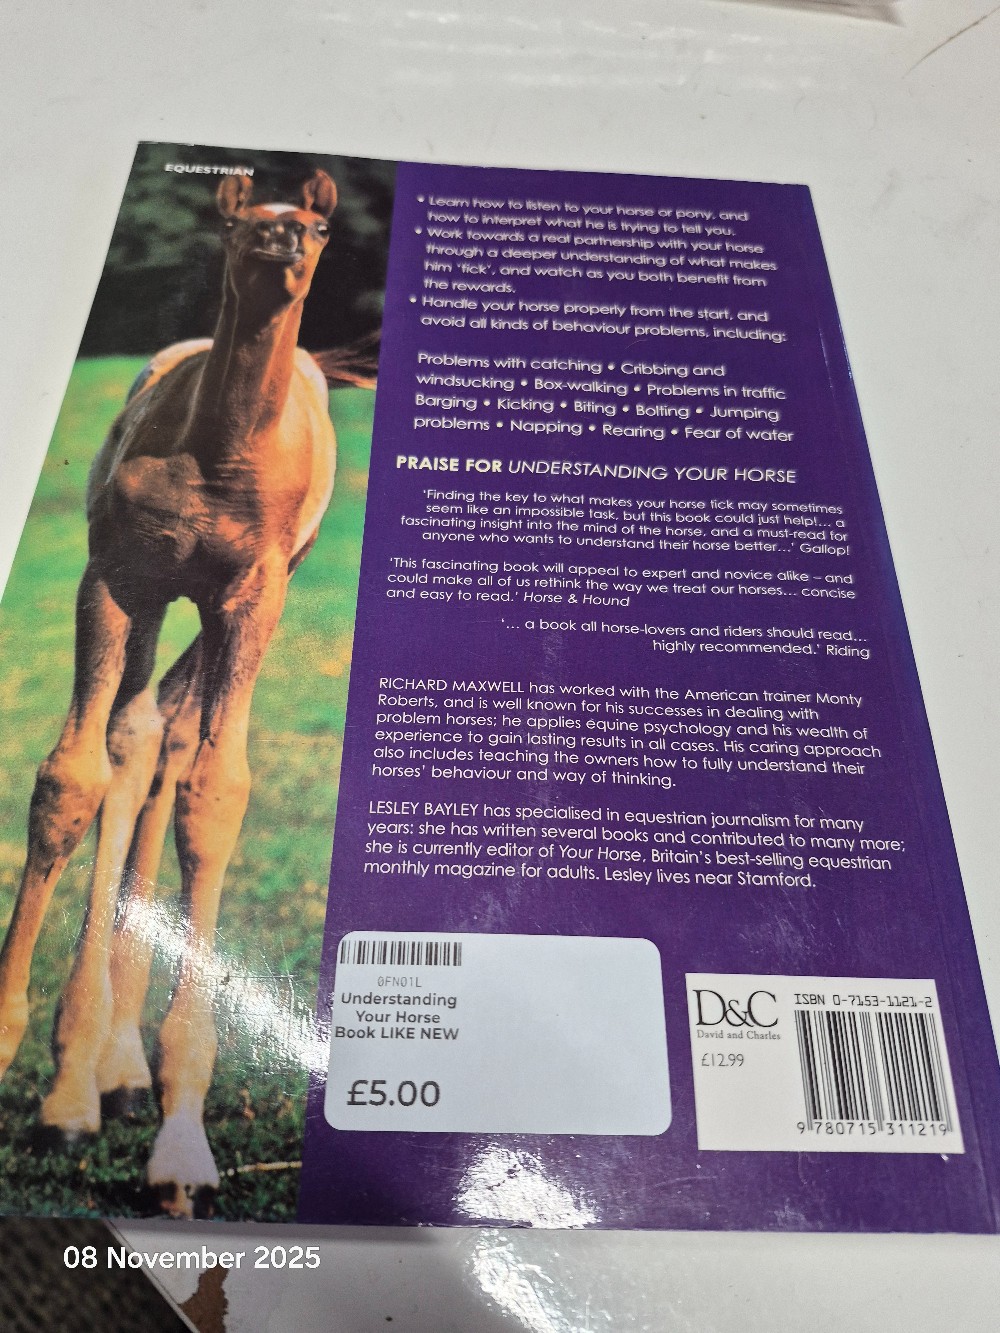 EQUESTRIAN
• Learn how to listen to your horse or pony, and
how to interpret what he is trying to tell you.
• Work towards a real partnership with your horse
through a deeper understanding of what makes
him 'tick', and watch as you both benefit from
the rewards.
• Handle your horse properly from the start, and
avoid all kinds of behaviour problems, including:
Problems with catching • Cribbing and
windsucking • Box-walking • Problems in traffic
Barging • Kicking • Biting • Bolting • Jumping
problems • Napping • Rearing • Fear of water
PRAISE FOR UNDERSTANDING YOUR HORSE
'Finding the key to what makes your horse tick may sometimes
seem like an impossible task, but this book could just help!... a
fascinating insight into the mind of the horse, and a must-read for
anyone who wants to understand their horse better...' Gallop!
'This fascinating book will appeal to expert and novice alike – and
could make all of us rethink the way we treat our horses... concise
and easy to read.' Horse & Hound
'... a book all horse-lovers and riders should read...
highly recommended.' Riding
RICHARD MAXWELL has worked with the American trainer Monty
Roberts, and is well known for his successes in dealing with
problem horses; he applies equine psychology and his wealth of
experience to gain lasting results in all cases. His caring approach
also includes teaching the owners how to fully understand their
horses' behaviour and way of thinking.
LESLEY BAYLEY has specialised in equestrian journalism for many
years: she has written several books and contributed to many more;
she is currently editor of Your Horse, Britain's best-selling equestrian
monthly magazine for adults. Lesley lives near Stamford.
0FN01L
Understanding
Your Horse
Book LIKE NEW
£5.00
D&C
David and Charles
£12.99
ISBN 0-7153-1121-2
9 780715 311219
08 November 2025